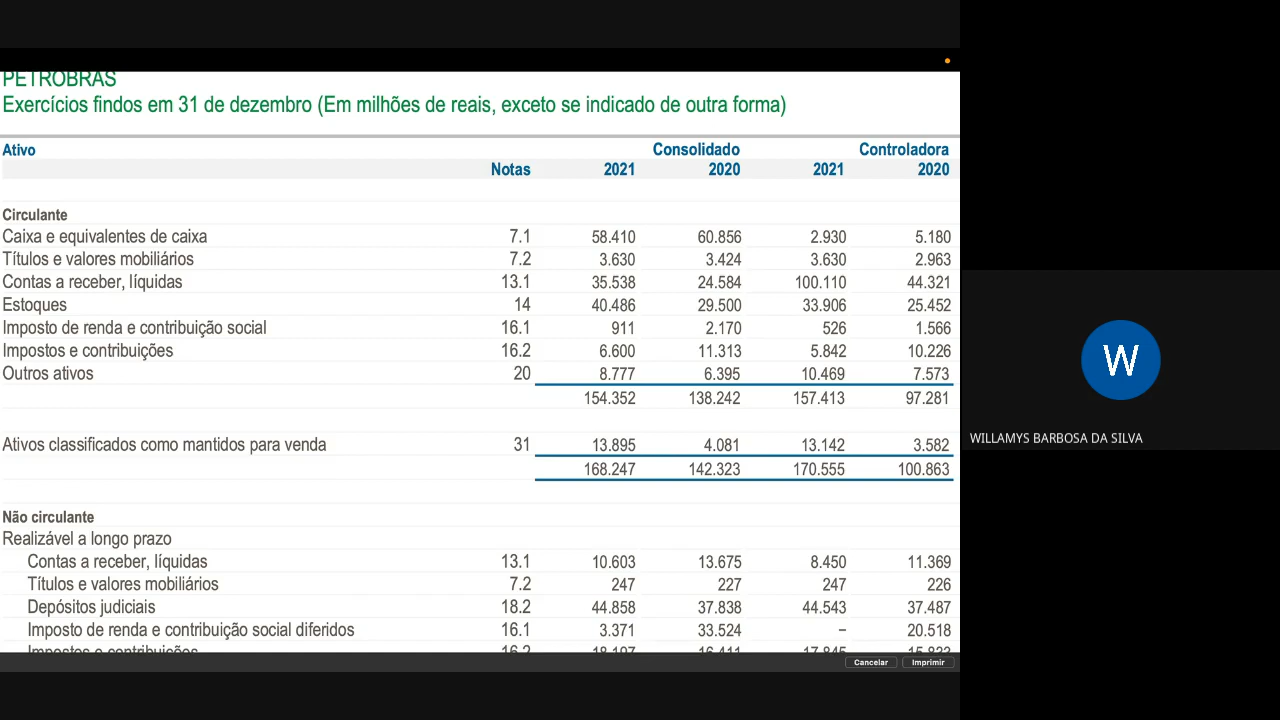 PETROBRAS
Exercícios findos em 31 de dezembro (Em milhões de reais, exceto se indicado de outra forma)
Ativo Consolidado Controladora
Notas 2021 2020 2021 2020
Circulante
Caixa e equivalentes de caixa 7.1 58.410 60.856 2.930 5.180
Títulos e valores mobiliários 7.2 3.630 3.424 3.630 2.963
Contas a receber, líquidas 13.1 35.538 24.584 100.110 44.321
Estoques 14 40.486 29.500 33.906 25.452
Imposto de renda e contribuição social 16.1 911 2.170 526 1.566
Impostos e contribuições 16.2 6.600 11.313 5.842 10.226
Outros ativos 20 8.777 6.395 10.469 7.573
154.352 138.242 157.413 97.281
Ativos classificados como mantidos para venda 31 13.895 4.081 13.142 3.582
168.247 142.323 170.555 100.863
Não circulante
Realizável a longo prazo
Contas a receber, líquidas 13.1 10.603 13.675 8.450 11.369
Títulos e valores mobiliários 7.2 247 227 247 226
Depósitos judiciais 18.2 44.858 37.838 44.543 37.487
Imposto de renda e contribuição social diferidos 16.1 3.371 33.524 – 20.518
Impostos e contribuições 16.2 18.197 16.411 17.845
Cancelar Imprimir
W
WILLAMYS BARBOSA DA SILVA